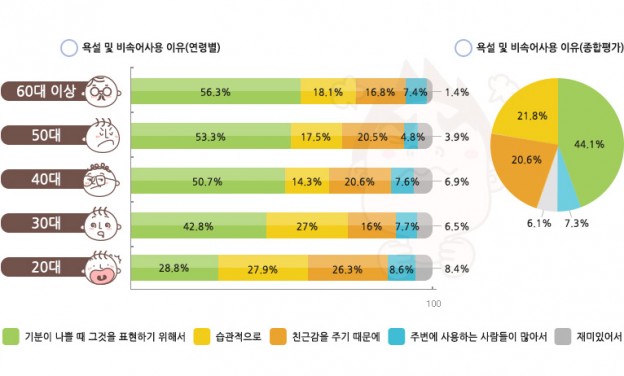 욕설 및 비속어사용 이유(연령별)
욕설 및 비속어사용 이유(종합평가)
60대 이상
56.3% 18.1% 16.8% 7.4% 1.4%
50대
53.3% 17.5% 20.5% 4.8% 3.9%
40대
50.7% 14.3% 20.6% 7.6% 6.9%
30대
42.8% 27% 16% 7.7% 6.5%
20대
28.8% 27.9% 26.3% 8.6% 8.4%
100
21.8%
44.1%
20.6%
6.1% 7.3%
기분이 나쁠 때 그것을 표현하기 위해서 습관적으로 친근감을 주기 때문에 주변에 사용하는 사람들이 많아서 재미있어서